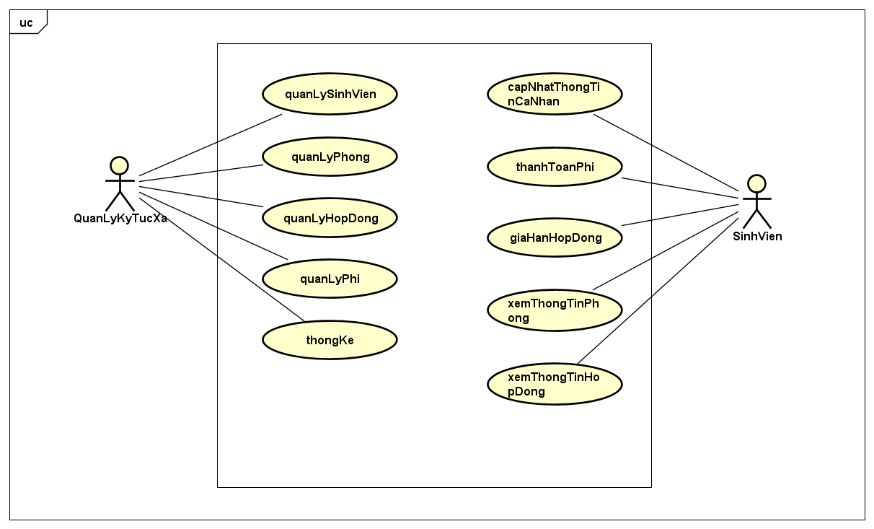 uc
quanLySinhVien
quanLyPhong
quanLyHopDong
quanLyPhi
thongKe
QuanLyKyTucXa
capNhatThongTi
nCaNhan
thanhToanPhi
giaHanHopDong
xemThongTinPh
ong
xemThongTinHo
pDong
SinhVien